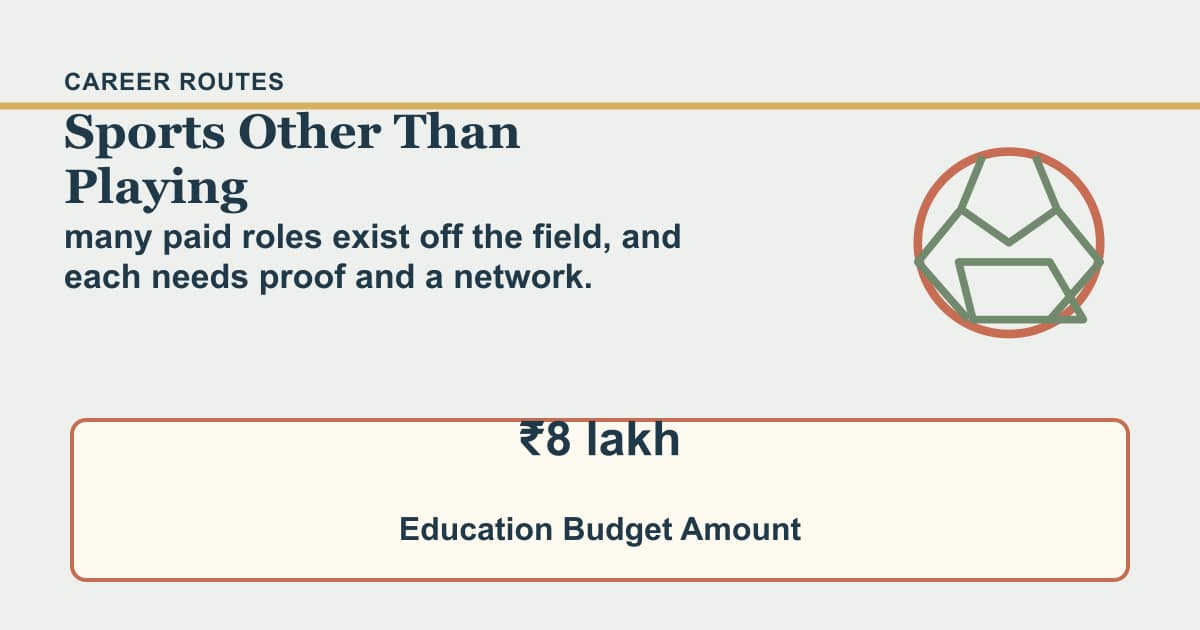 CAREER ROUTES
Sports Other Than
Playing
many paid roles exist off the field, and
each needs proof and a network.
₹8 lakh
Education Budget Amount